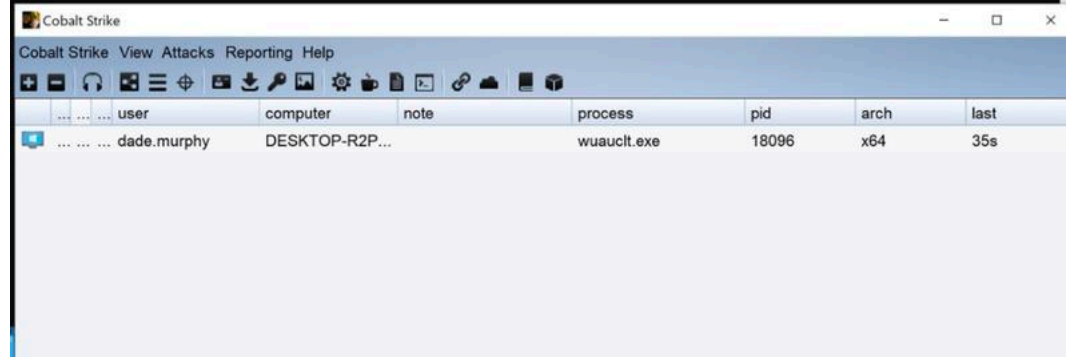 Cobalt Strike
Cobalt Strike View Attacks Reporting Help
... ... ... user computer note process pid arch last
... ... ... dade.murphy DESKTOP-R2P... wuauclt.exe 18096 x64 35s